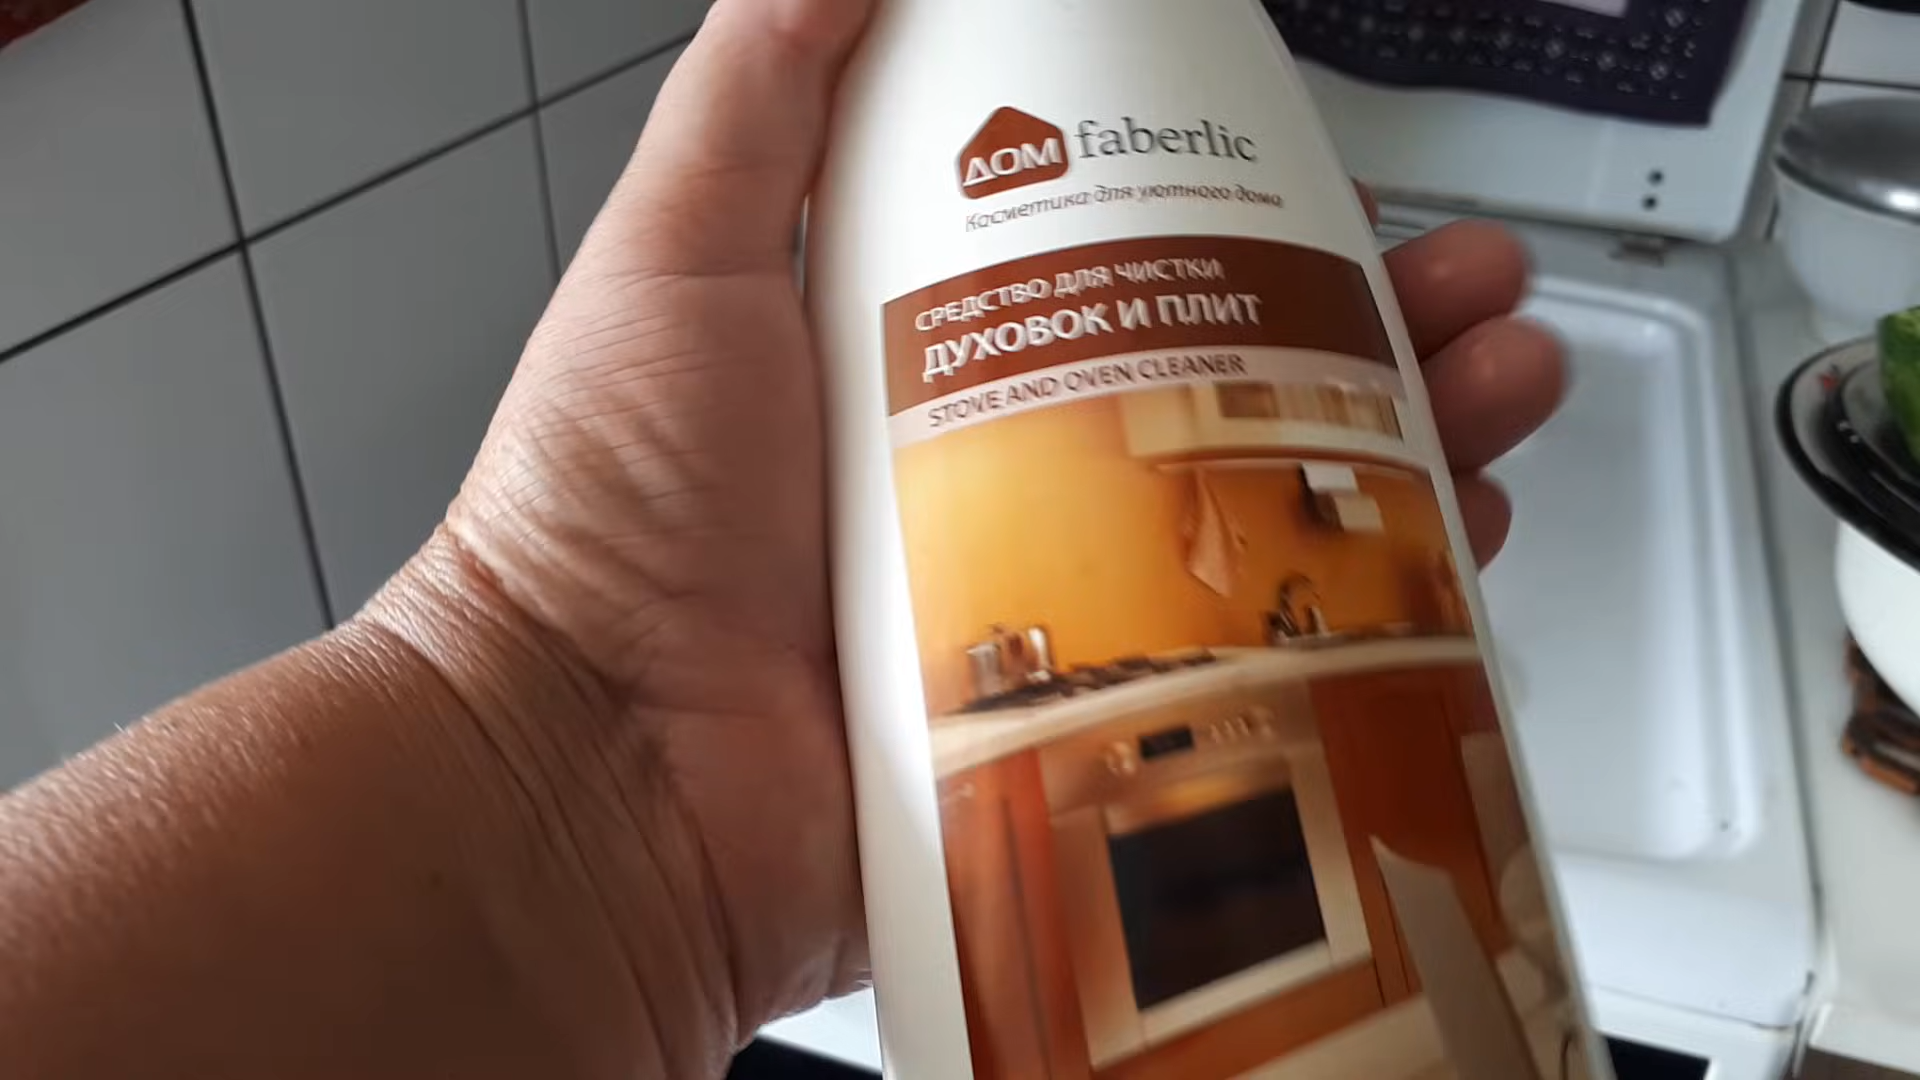 ДОМ faberlic
Косметика для уютного дома
СРЕДСТВО ДЛЯ ЧИСТКИ
ДУХОВОК И ПЛИТ
STOVE AND OVEN CLEANER